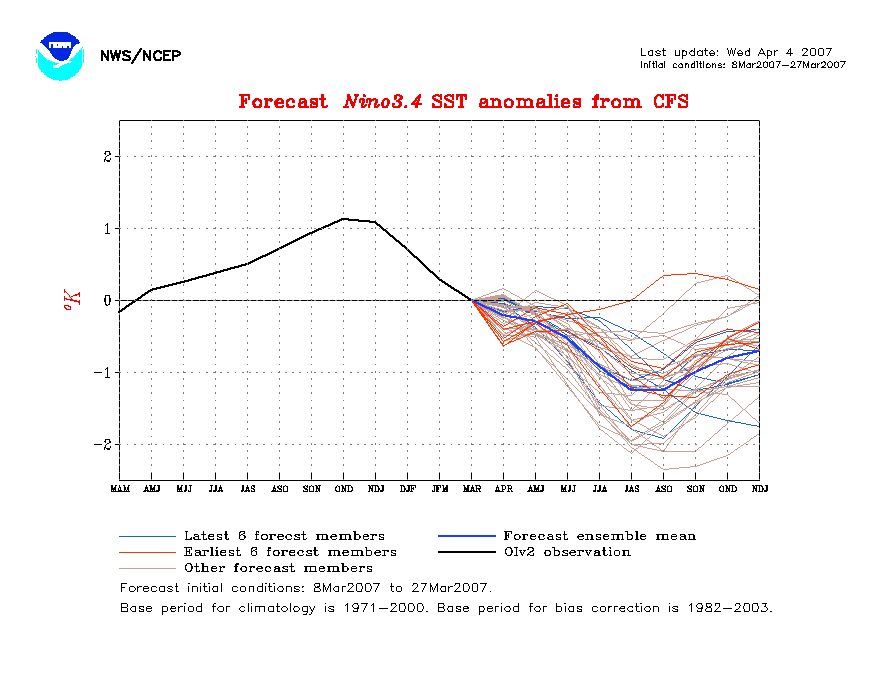 NOAA
NWS/NCEP
Last update: Wed Apr 4 2007
Initial conditions: 8Mar2007–27Mar2007
Forecast Nino3.4 SST anomalies from CFS
°K
2
1
0
−1
−2
MAM AMJ MJJ JJA JAS ASO SON OND NDJ DJF JFM MAR APR AMJ MJJ JJA JAS ASO SON OND NDJ
Latest 6 forecst members
Earliest 6 forecst members
Other forecast members
Forecast ensemble mean
OIv2 observation
Forecast initial conditions: 8Mar2007 to 27Mar2007.
Base period for climatology is 1971–2000. Base period for bias correction is 1982–2003.